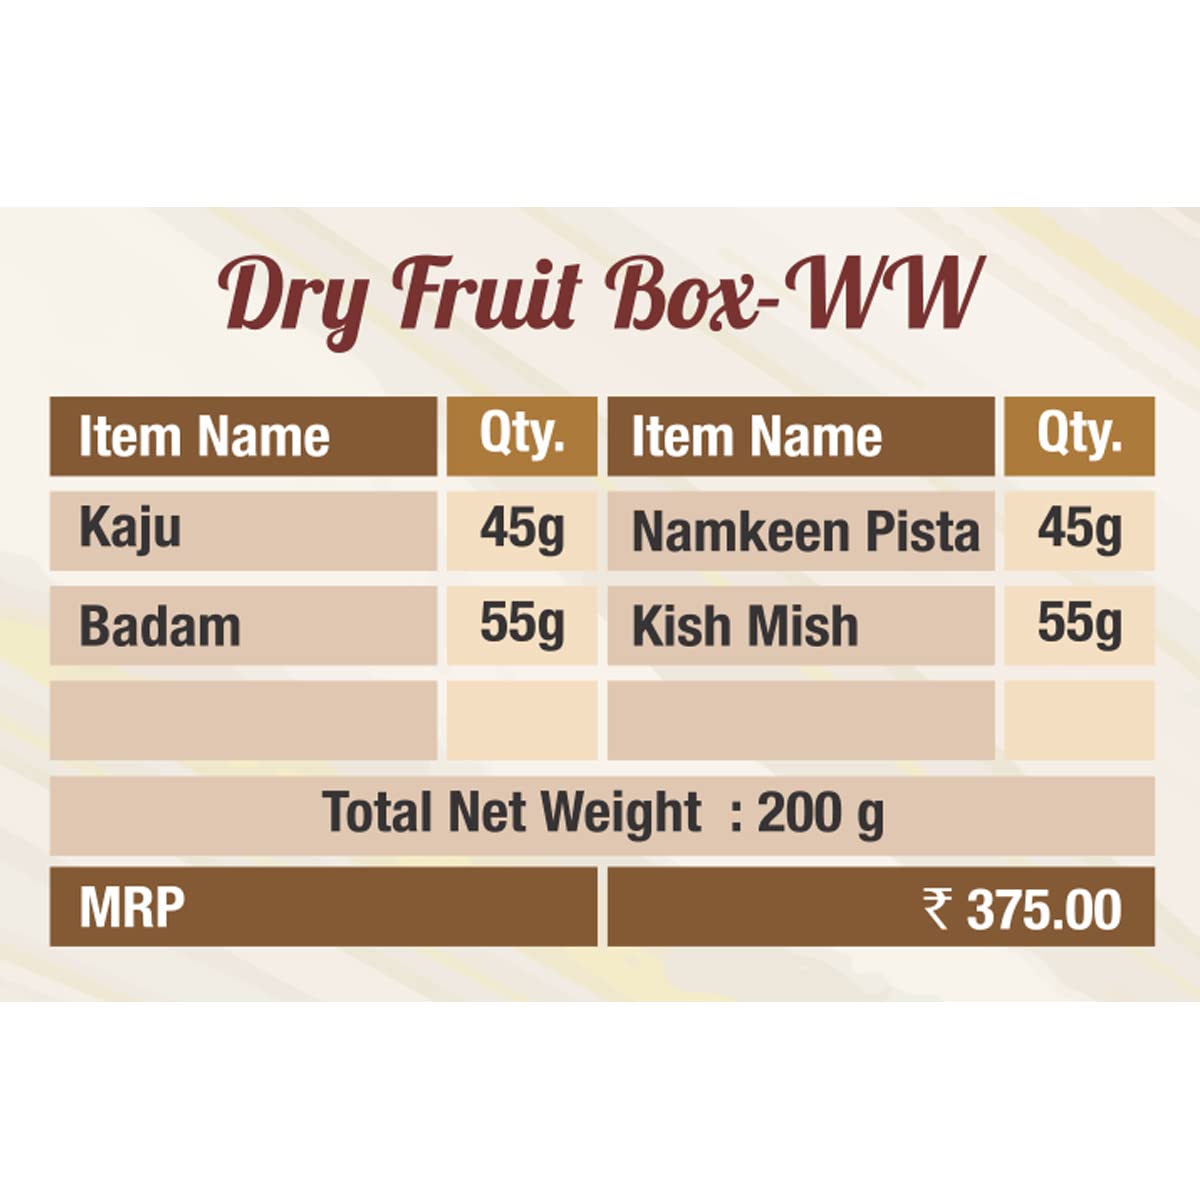 Dry Fruit Box-WW
Item Name Qty. Item Name Qty.
Kaju 45g Namkeen Pista 45g
Badam 55g Kish Mish 55g
Total Net Weight : 200 g
MRP ₹ 375.00